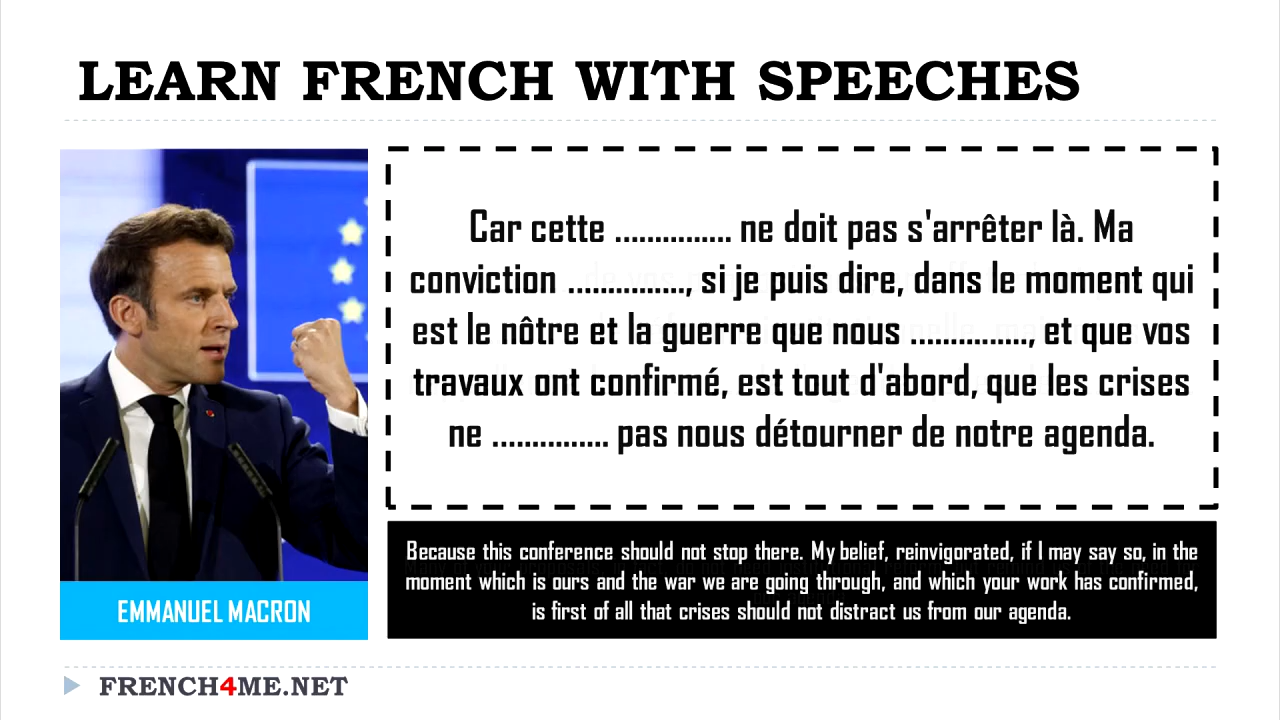 LEARN FRENCH WITH SPEECHES
Car cette ............... ne doit pas s'arrêter là. Ma
conviction ..............., si je puis dire, dans le moment qui
est le nôtre et la guerre que nous ..............., et que vos
travaux ont confirmé, est tout d'abord, que les crises
ne ............... pas nous détourner de notre agenda.
Because this conference should not stop there. My belief, reinvigorated, if I may say so, in the
moment which is ours and the war we are going through, and which your work has confirmed,
is first of all that crises should not distract us from our agenda.
EMMANUEL MACRON
FRENCH4ME.NET